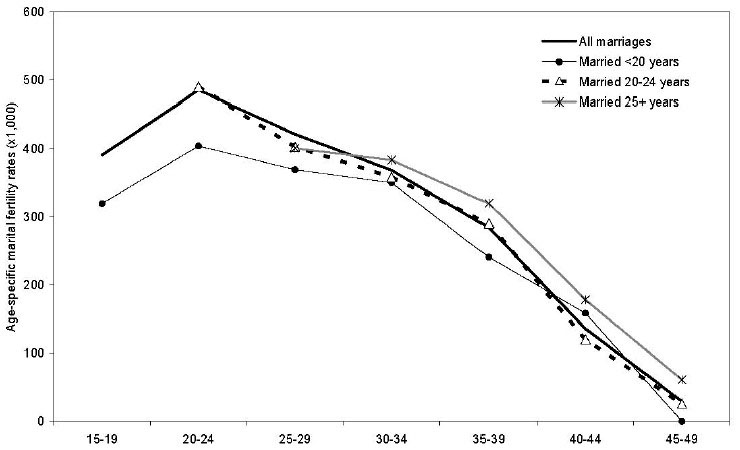 600
500
400
300
200
100
0
Age-specific marital fertility rates (x1,000)
All marriages
Married <20 years
Married 20-24 years
Married 25+ years
15-19 20-24 25-29 30-34 35-39 40-44 45-49